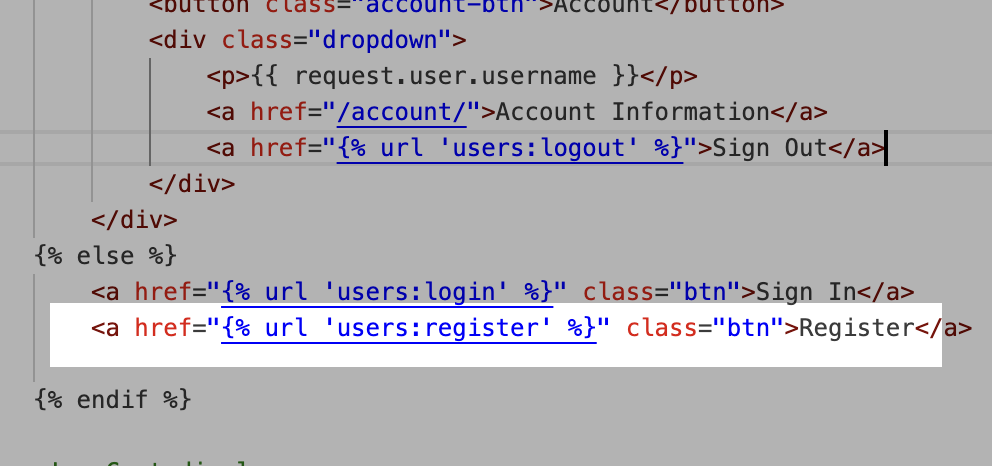 <button class="account-btn">Account</button>
<div class="dropdown">
<p>{{ request.user.username }}</p>
<a href="/account/">Account Information</a>
<a href="{% url 'users:logout' %}">Sign Out</a>
</div>
</div>
{% else %}
<a href="{% url 'users:login' %}" class="btn">Sign In</a>
<a href="{% url 'users:register' %}" class="btn">Register</a>
{% endif %}